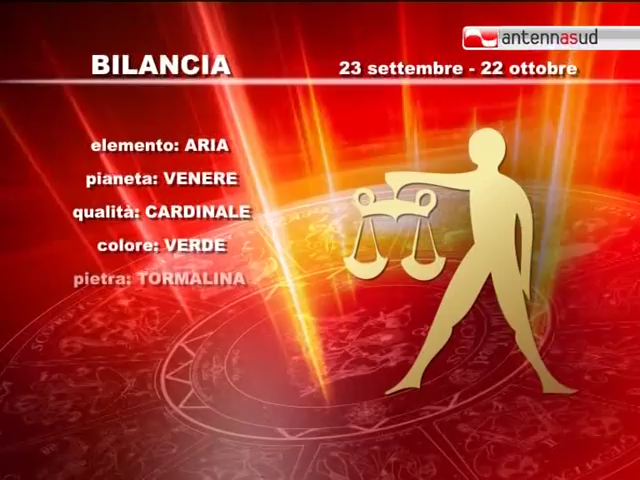 antennasud
BILANCIA
23 settembre - 22 ottobre
elemento: ARIA
pianeta: VENERE
qualità: CARDINALE
colore: VERDE
pietra: TORMALINA